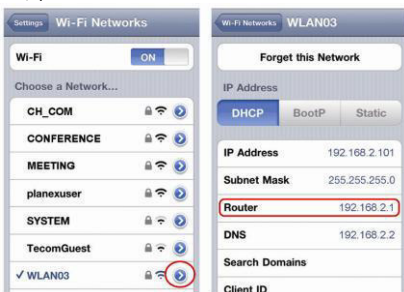 Settings
Wi-Fi Networks
Wi-Fi
ON
Choose a Network...
CH_COM
CONFERENCE
MEETING
planexuser
SYSTEM
TecomGuest
✓ WLAN03
Wi-Fi Networks
WLAN03
Forget this Network
IP Address
DHCP BootP Static
IP Address 192.168.2.101
Subnet Mask 255.255.255.0
Router 192.168.2.1
DNS 192.168.2.2
Search Domains
Client ID